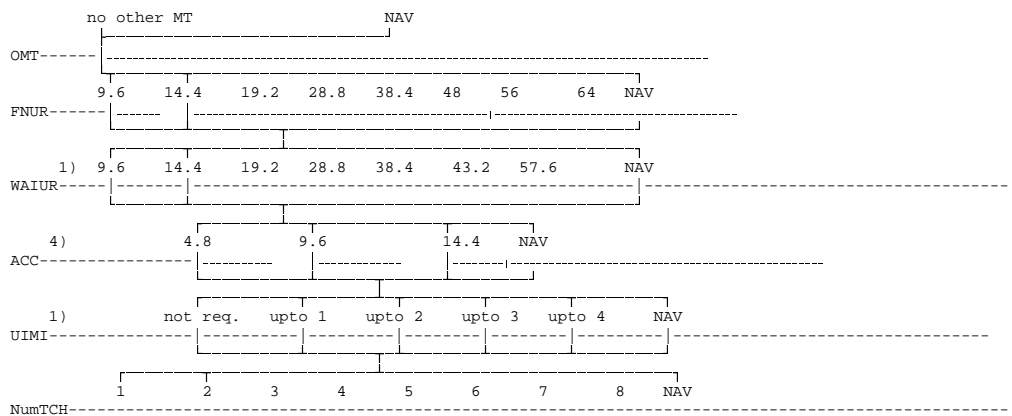 no other MT NAV
OMT
9.6 14.4 19.2 28.8 38.4 48 56 64 NAV
FNUR
1) 9.6 14.4 19.2 28.8 38.4 43.2 57.6 NAV
WAIUR
4) 4.8 9.6 14.4 NAV
ACC
1) not req. upto 1 upto 2 upto 3 upto 4 NAV
UIMI
1 2 3 4 5 6 7 8 NAV
NumTCH